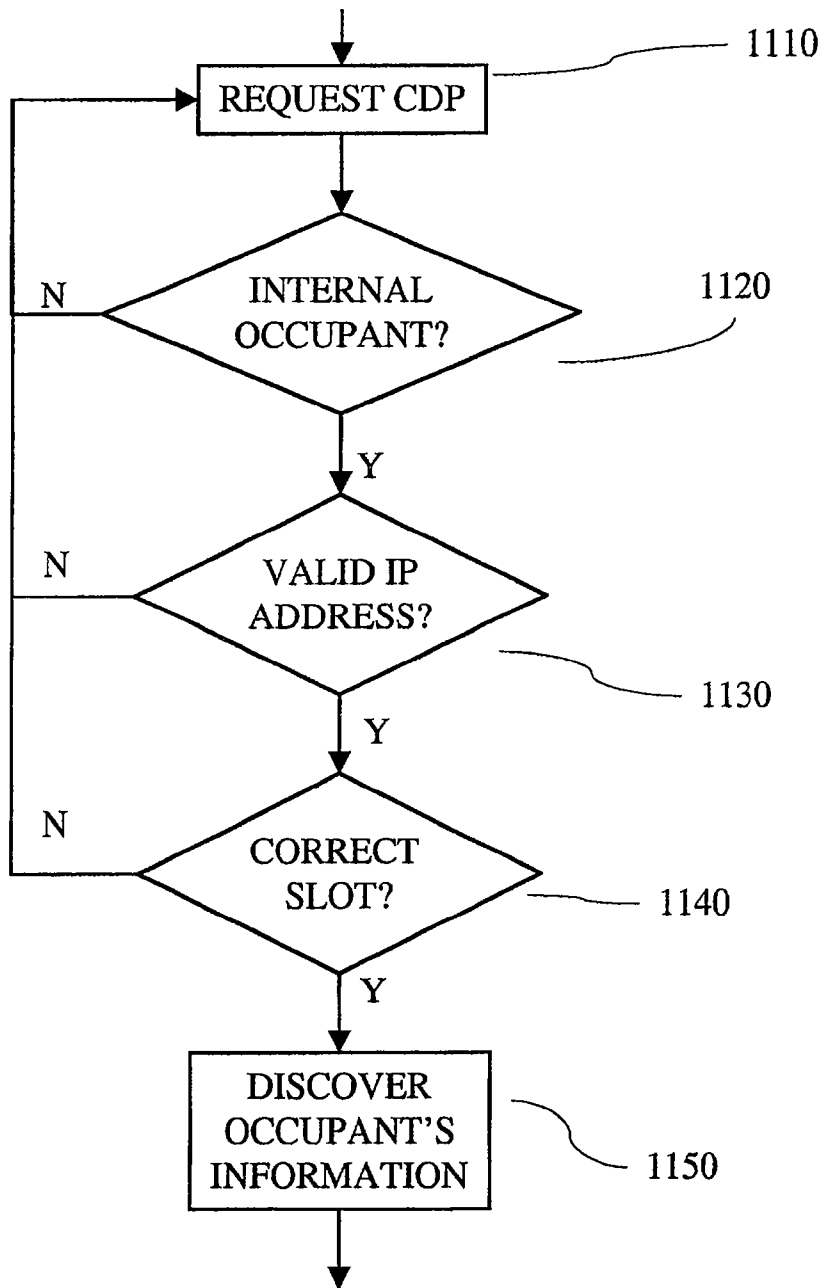 1110
REQUEST CDP
N
INTERNAL
OCCUPANT?
1120
Y
N
VALID IP
ADDRESS?
1130
Y
N
CORRECT
SLOT?
1140
Y
DISCOVER
OCCUPANT'S
INFORMATION
1150